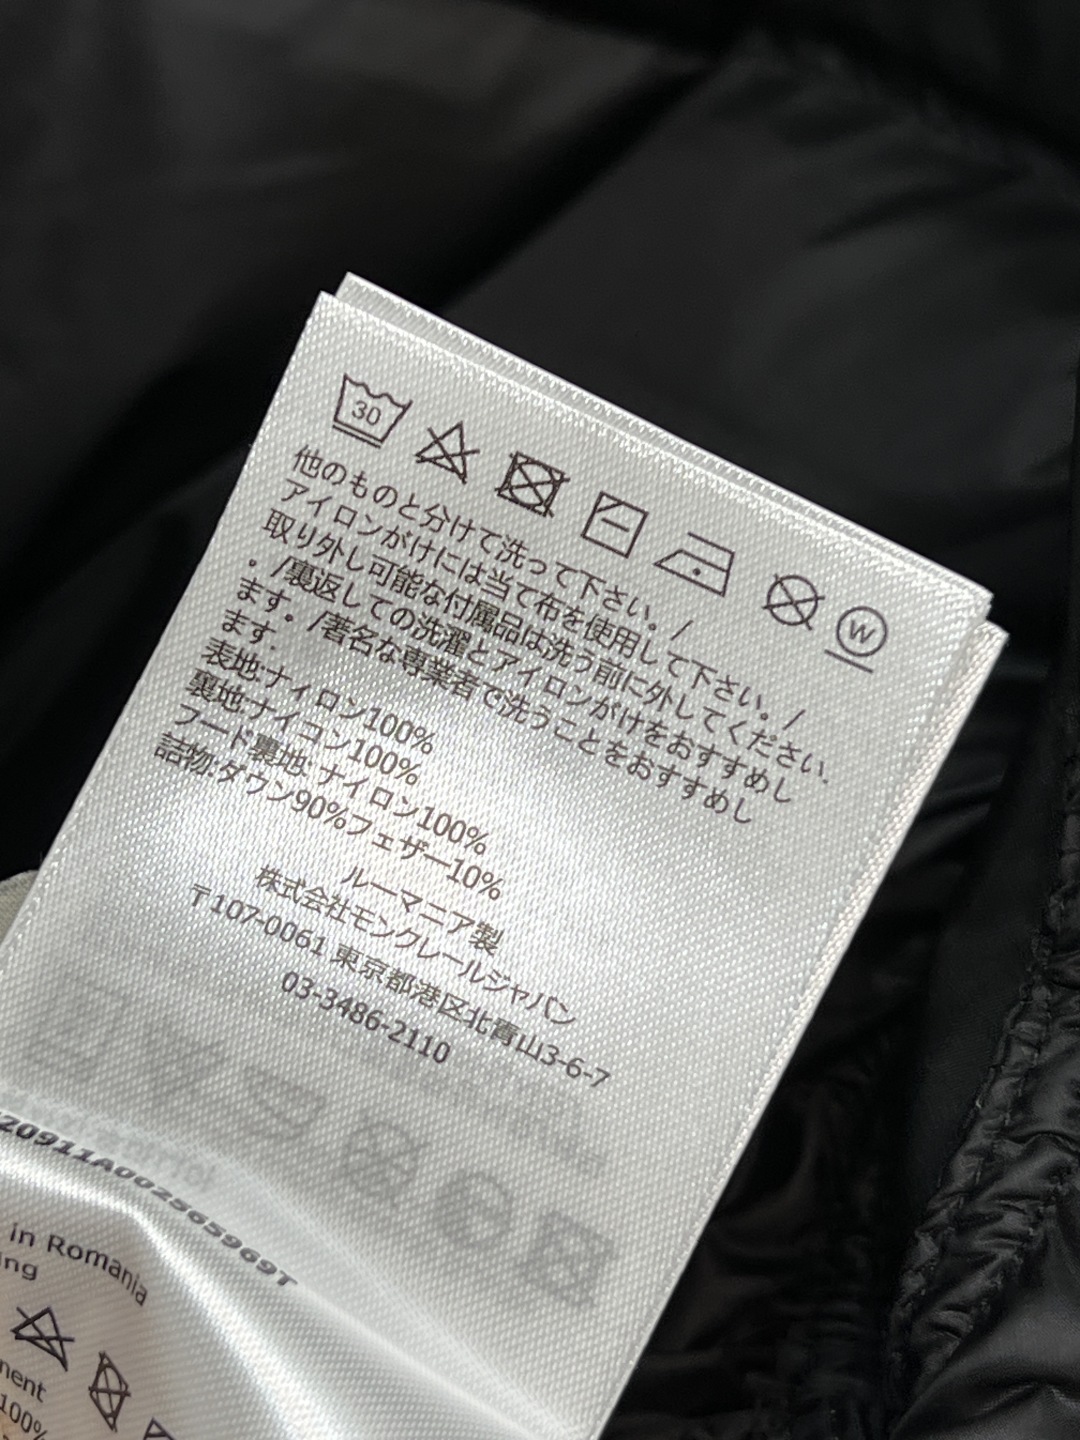 30
W
他のものと分けて洗って下さい。/
アイロンがけには当て布を使用して下さい。/
取り外し可能な付属品は洗う前に外してください
。/裏返しての洗濯とアイロンがけをおすすめし
ます。/著名な専業者で洗うことをおすすめし
ます.
表地:ナイロン100%
裏地:ナイコン100%
フード裏地: ナイロン100%
詰物:ダウン90%フェザー10%
ルーマニア製
株式会社モンクレールジャパン
〒107-0061 東京都港区北青山3-6-7
03-3486-2110
20911A002565969T
in Romania
100%